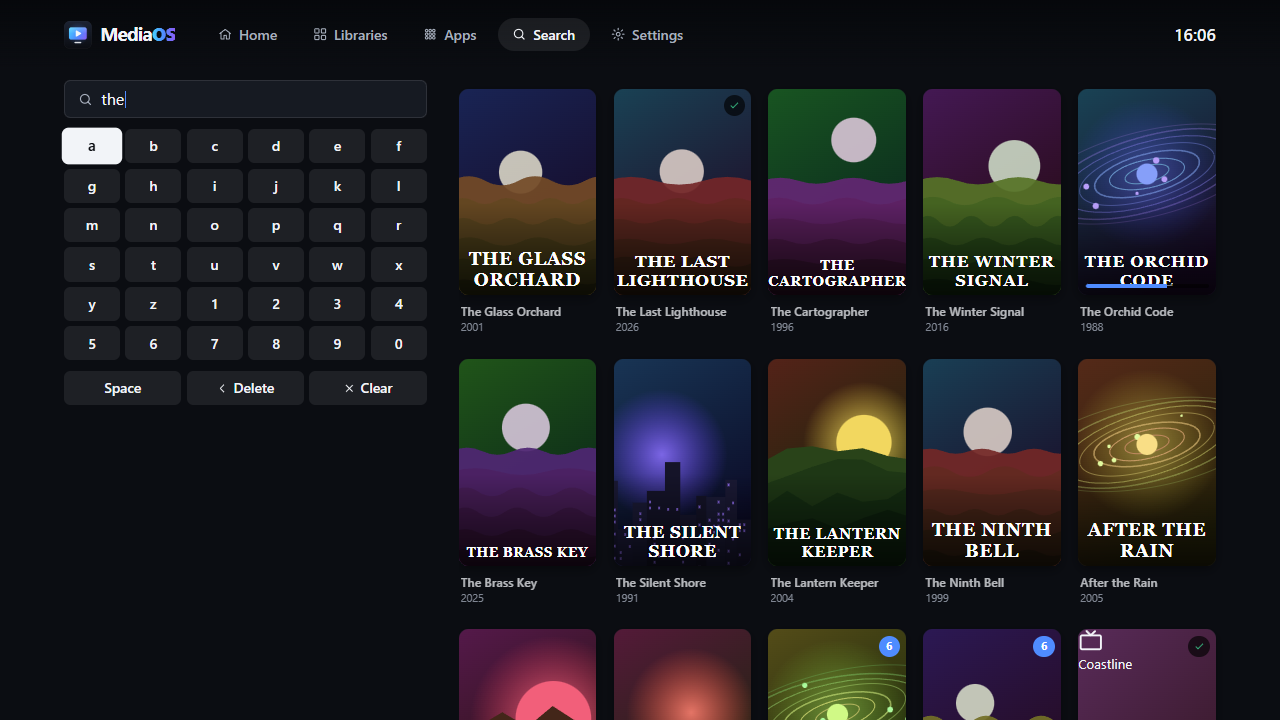 MediaOS
Home
Libraries
Apps
Search
Settings
16:06
the
a b c d e f
g h i j k l
m n o p q r
s t u v w x
y z 1 2 3 4
5 6 7 8 9 0
Space
Delete
Clear
THE GLASS
ORCHARD
The Glass Orchard
2001
THE LAST
LIGHTHOUSE
The Last Lighthouse
2026
THE
CARTOGRAPHER
The Cartographer
1996
THE WINTER
SIGNAL
The Winter Signal
2016
THE ORCHID
CODE
The Orchid Code
1988
THE BRASS KEY
The Brass Key
2025
THE SILENT
SHORE
The Silent Shore
1991
THE LANTERN
KEEPER
The Lantern Keeper
2004
THE NINTH
BELL
The Ninth Bell
1999
AFTER THE
RAIN
After the Rain
2005
6
6
Coastline